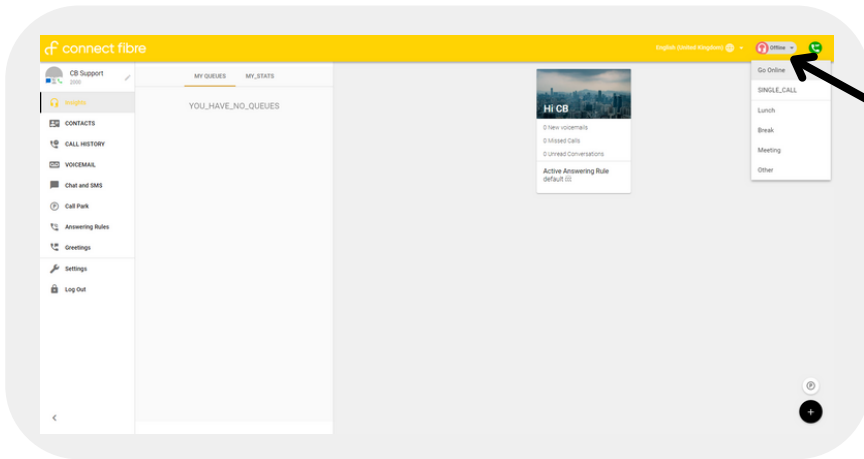 cf connect fibre
English (United Kingdom)
Offline
CB Support
2000
Insights
CONTACTS
CALL HISTORY
VOICEMAIL
Chat and SMS
Call Park
Answering Rules
Greetings
Settings
Log Out
MY QUEUES MY_STATS
YOU_HAVE_NO_QUEUES
Hi CB
0 New voicemails
0 Missed Calls
0 Unread Conversations
Active Answering Rule
default
Go Online
SINGLE_CALL
Lunch
Break
Meeting
Other